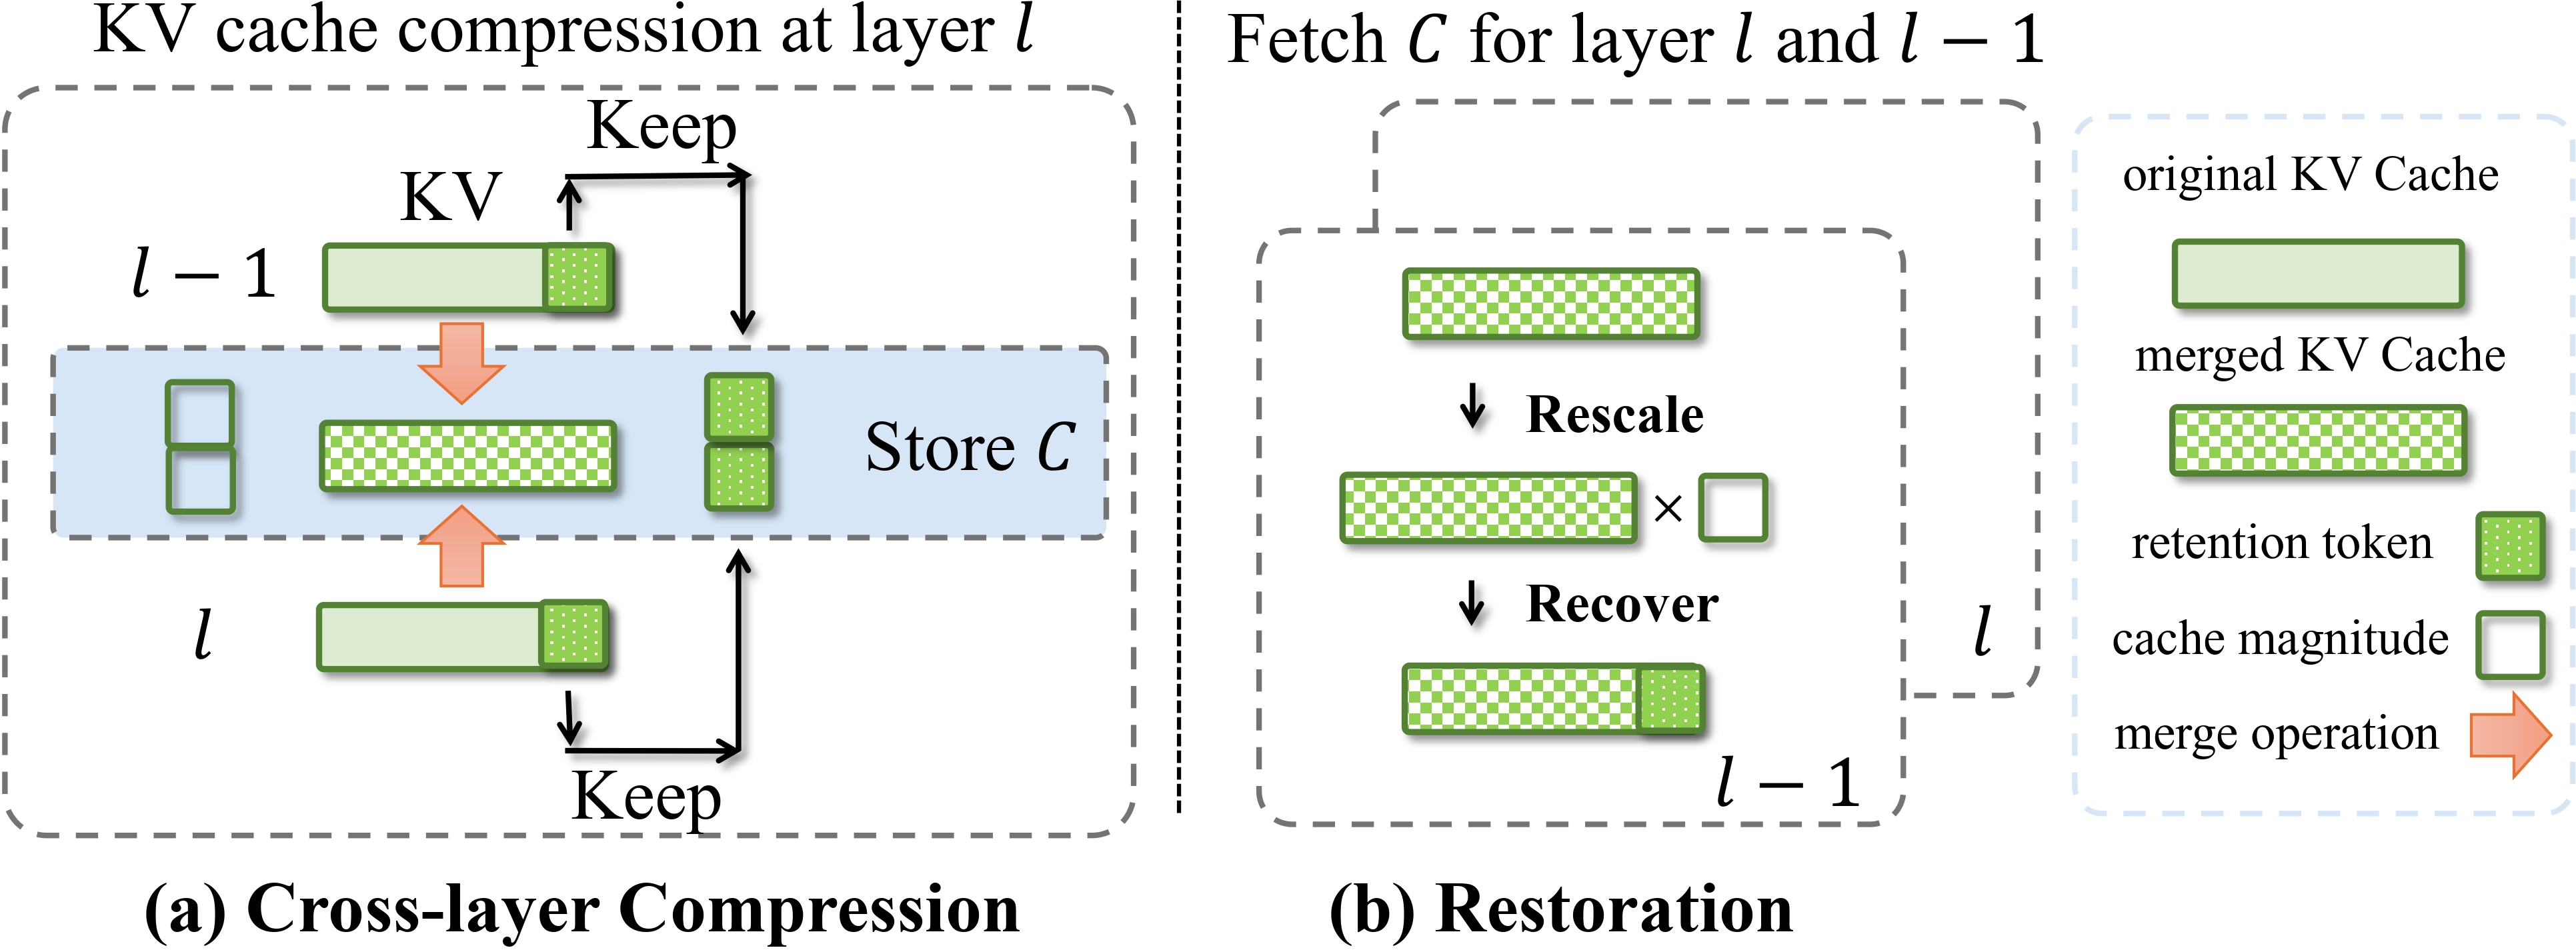 KV cache compression at layer l
Keep
KV
l − 1
Store C
l
Keep
(a) Cross-layer Compression
Fetch C for layer l and l − 1
Rescale
×
Recover
l
l − 1
(b) Restoration
original KV Cache
merged KV Cache
retention token
cache magnitude
merge operation